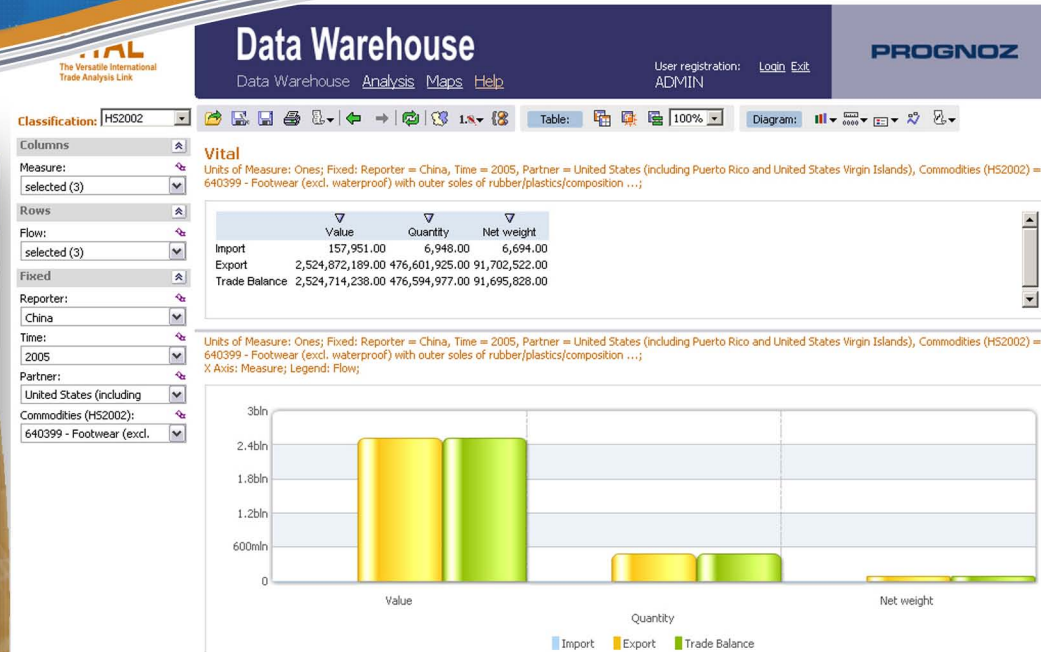 The Versatile International
Trade Analysis Link
Data Warehouse
Data Warehouse Analysis Maps Help
User registration: Login Exit
ADMIN
PROGNOZ
Classification: HS2002
Table:
100%
Diagram:
Columns
Measure:
selected (3)
Rows
Flow:
selected (3)
Fixed
Reporter:
China
Time:
2005
Partner:
United States (including
Commodities (HS2002):
640399 - Footwear (excl.
Vital
Units of Measure: Ones; Fixed: Reporter = China, Time = 2005, Partner = United States (including Puerto Rico and United States Virgin Islands), Commodities (HS2002) =
640399 - Footwear (excl. waterproof) with outer soles of rubber/plastics/composition ...;
Value Quantity Net weight
Import 157,951.00 6,948.00 6,694.00
Export 2,524,872,189.00 476,601,925.00 91,702,522.00
Trade Balance 2,524,714,238.00 476,594,977.00 91,695,828.00
Units of Measure: Ones; Fixed: Reporter = China, Time = 2005, Partner = United States (including Puerto Rico and United States Virgin Islands), Commodities (HS2002) =
640399 - Footwear (excl. waterproof) with outer soles of rubber/plastics/composition ...;
X Axis: Measure; Legend: Flow;
3bln
2.4bln
1.8bln
1.2bln
600mln
0
Value
Quantity
Net weight
Import Export Trade Balance